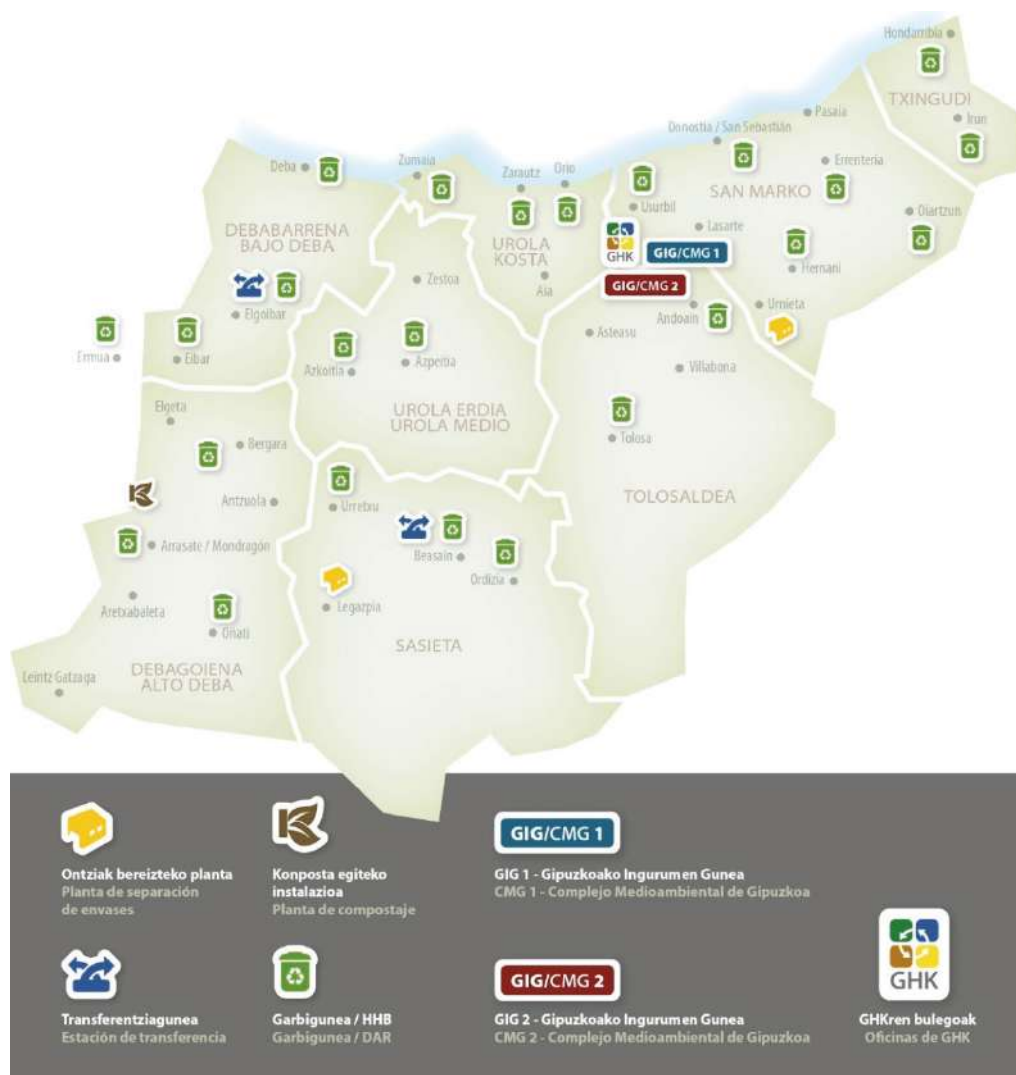 Hondarribia
TXINGUDI
Irun
Pasaia
Donostia / San Sebastián
Errenteria
SAN MARKO
Oiartzun
Usurbil
Lasarte
Hernani
Urnieta
GHK
GIG/CMG 1
GIG/CMG 2
Deba
Zumaia
Zarautz
Orio
DEBABARRENA
BAJO DEBA
UROLA
KOSTA
Aia
Elgoibar
Ermua
Eibar
Zestoa
Azkoitia
Azpeitia
UROLA ERDIA
UROLA MEDIO
Asteasu
Andoain
Villabona
Tolosa
TOLOSALDEA
Elgeta
Bergara
Antzuola
Arrasate / Mondragón
Aretxabaleta
Oñati
DEBAGOIENA
ALTO DEBA
Leintz Gatzaga
Urretxu
Beasain
Ordizia
Legazpia
SASIETA
Ontziak bereizteko planta
Planta de separación
de envases
Konposta egiteko
instalazioa
Planta de compostaje
GIG/CMG 1
GIG 1 - Gipuzkoako Ingurumen Gunea
CMG 1 - Complejo Medioambiental de Gipuzkoa
Transferentziagunea
Estación de transferencia
Garbigunea / HHB
Garbigunea / DAR
GIG/CMG 2
GIG 2 - Gipuzkoako Ingurumen Gunea
CMG 2 - Complejo Medioambiental de Gipuzkoa
GHK
GHKren bulegoak
Oficinas de GHK